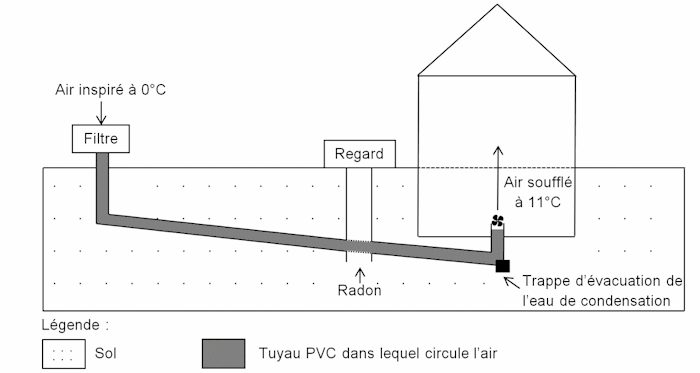 Air inspiré à 0°C
Filtre
Regard
Air soufflé
à 11°C
Radon
Trappe d'évacuation de
l'eau de condensation
Légende :
Sol
Tuyau PVC dans lequel circule l'air